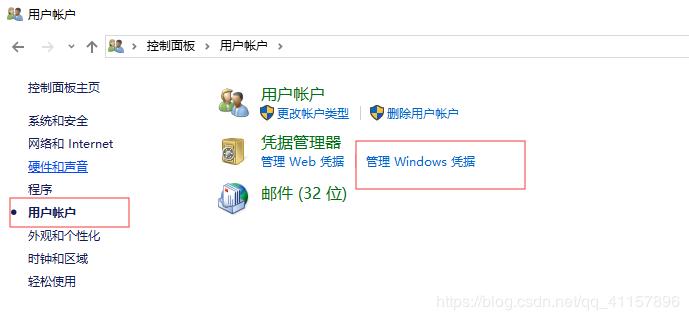 用户帐户
控制面板 > 用户帐户 >
控制面板主页
系统和安全
网络和 Internet
硬件和声音
程序
用户帐户
外观和个性化
时钟和区域
轻松使用
用户帐户
更改帐户类型 删除用户帐户
凭据管理器
管理 Web 凭据 管理 Windows 凭据
邮件 (32 位)
https://blog.csdn.net/qq_41157896